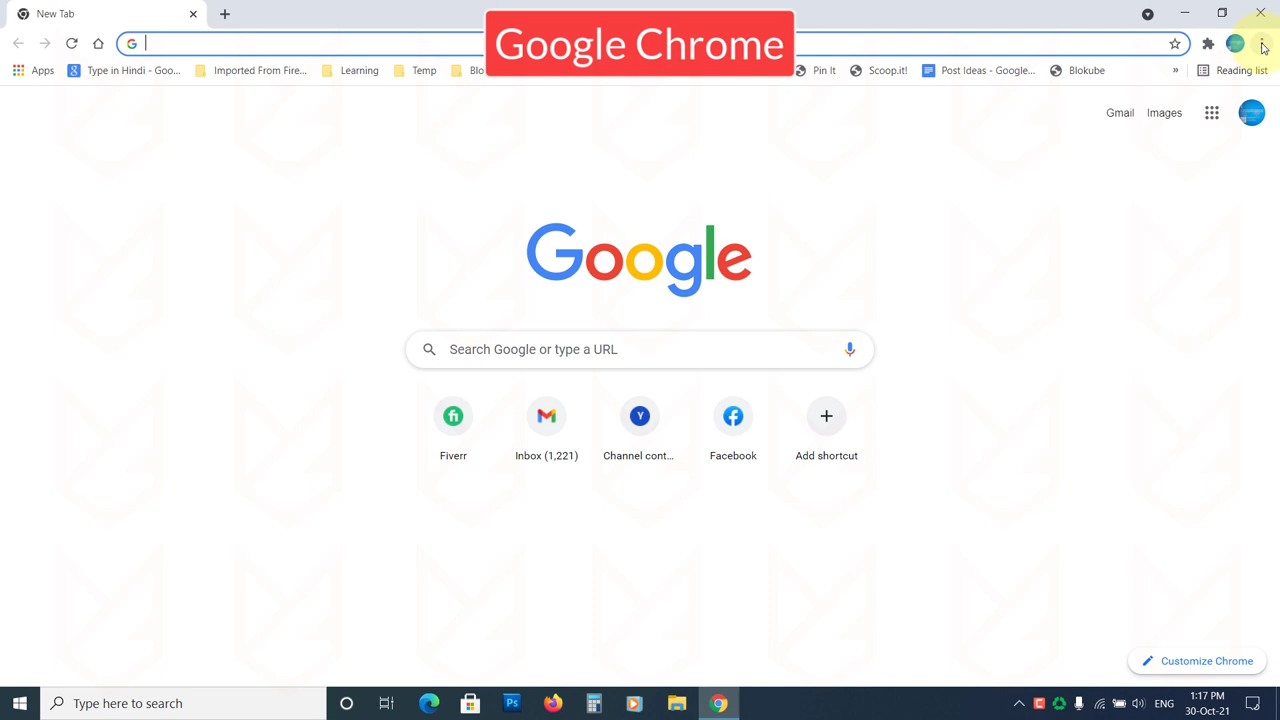 New Tab
Google Chrome
Apps
Type in Hindi - Goo...
Imported From Fire...
Learning
Temp
Blo
Pin It
Scoop.it!
Post Ideas - Google...
Blokube
»
Reading list
Gmail
Images
Google
Search Google or type a URL
Fiverr
Inbox (1,221)
Channel cont...
Facebook
Add shortcut
Customize Chrome
Type here to search
Ps
ENG
1:17 PM
30-Oct-21